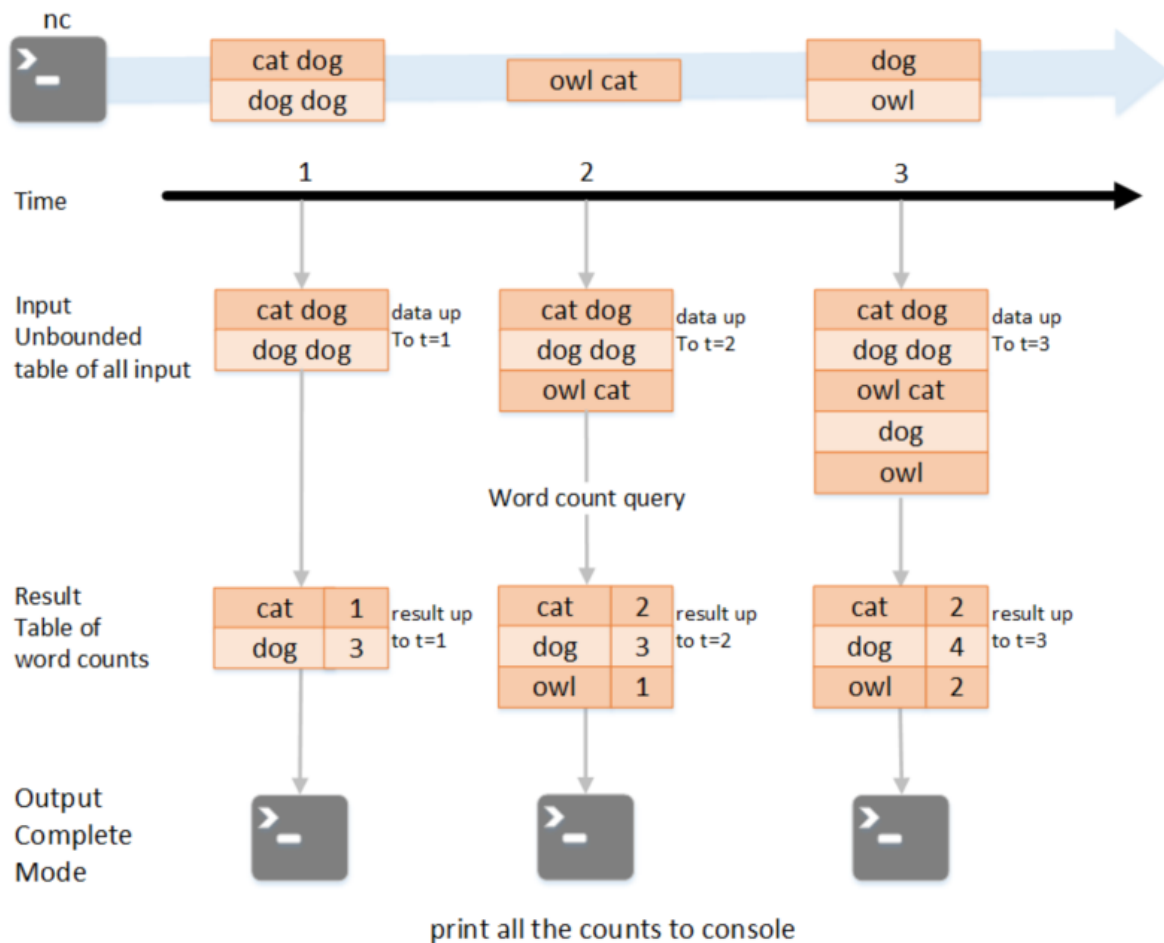 nc
cat dog
dog dog
owl cat
dog
owl
Time
1
2
3
Input
Unbounded
table of all input
cat dog
dog dog
data up
To t=1
cat dog
dog dog
owl cat
data up
To t=2
cat dog
dog dog
owl cat
dog
owl
data up
To t=3
Word count query
Result
Table of
word counts
cat 1
dog 3
result up
to t=1
cat 2
dog 3
owl 1
result up
to t=2
cat 2
dog 4
owl 2
result up
to t=3
Output
Complete
Mode
print all the counts to console